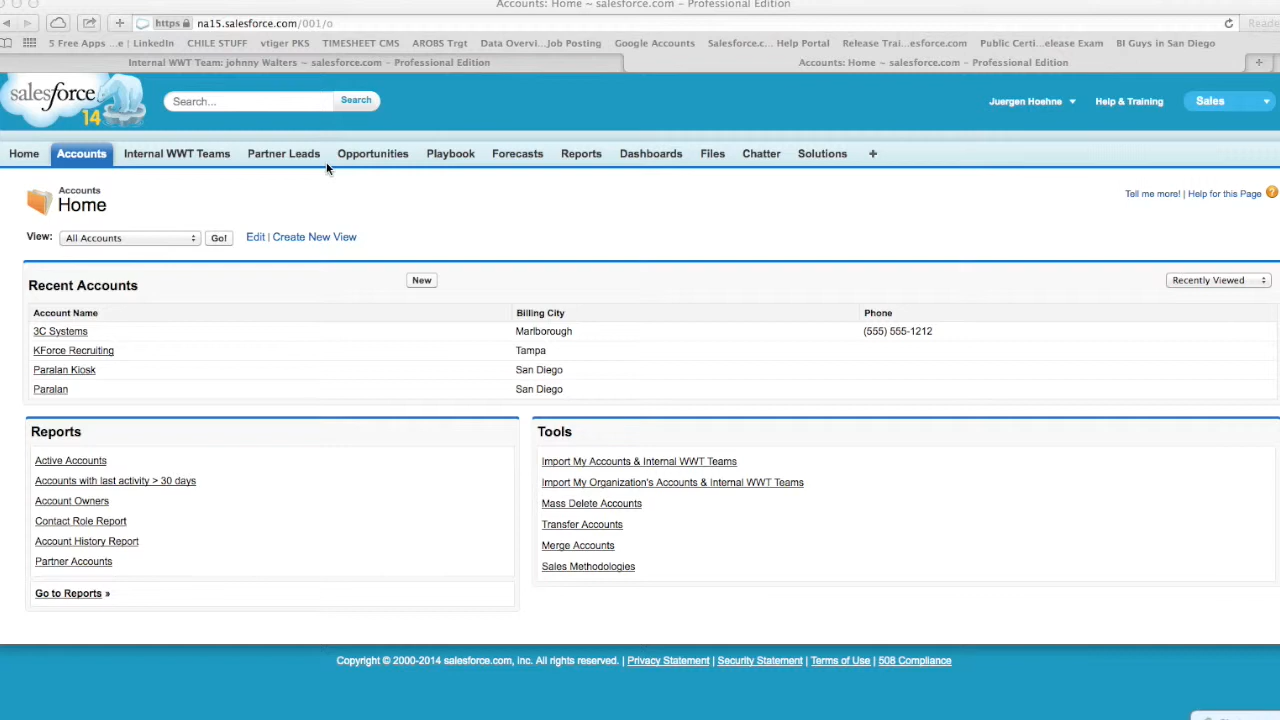 Accounts: Home ~ salesforce.com – Professional Edition
https na15.salesforce.com/001/o Reade
5 Free Apps ...e | LinkedIn CHILE STUFF vtiger PKS TIMESHEET CMS AROBS Trgt Data Overvi...Job Posting Google Accounts Salesforce.c... Help Portal Release Trai...esforce.com Public Certi...elease Exam BI Guys in San Diego
Internal WWT Team: johnny Walters ~ salesforce.com – Professional Edition Accounts: Home ~ salesforce.com – Professional Edition +
salesforce
14
Search... Search Juergen Hoehne Help & Training Sales
Home Accounts Internal WWT Teams Partner Leads Opportunities Playbook Forecasts Reports Dashboards Files Chatter Solutions +
Accounts
Home
Tell me more! | Help for this Page ?
View: All Accounts Go! Edit | Create New View
Recent Accounts New Recently Viewed
Account Name Billing City Phone
3C Systems Marlborough (555) 555-1212
KForce Recruiting Tampa
Paralan Kiosk San Diego
Paralan San Diego
Reports
Active Accounts
Accounts with last activity > 30 days
Account Owners
Contact Role Report
Account History Report
Partner Accounts
Go to Reports »
Tools
Import My Accounts & Internal WWT Teams
Import My Organization's Accounts & Internal WWT Teams
Mass Delete Accounts
Transfer Accounts
Merge Accounts
Sales Methodologies
Copyright © 2000-2014 salesforce.com, inc. All rights reserved. | Privacy Statement | Security Statement | Terms of Use | 508 Compliance